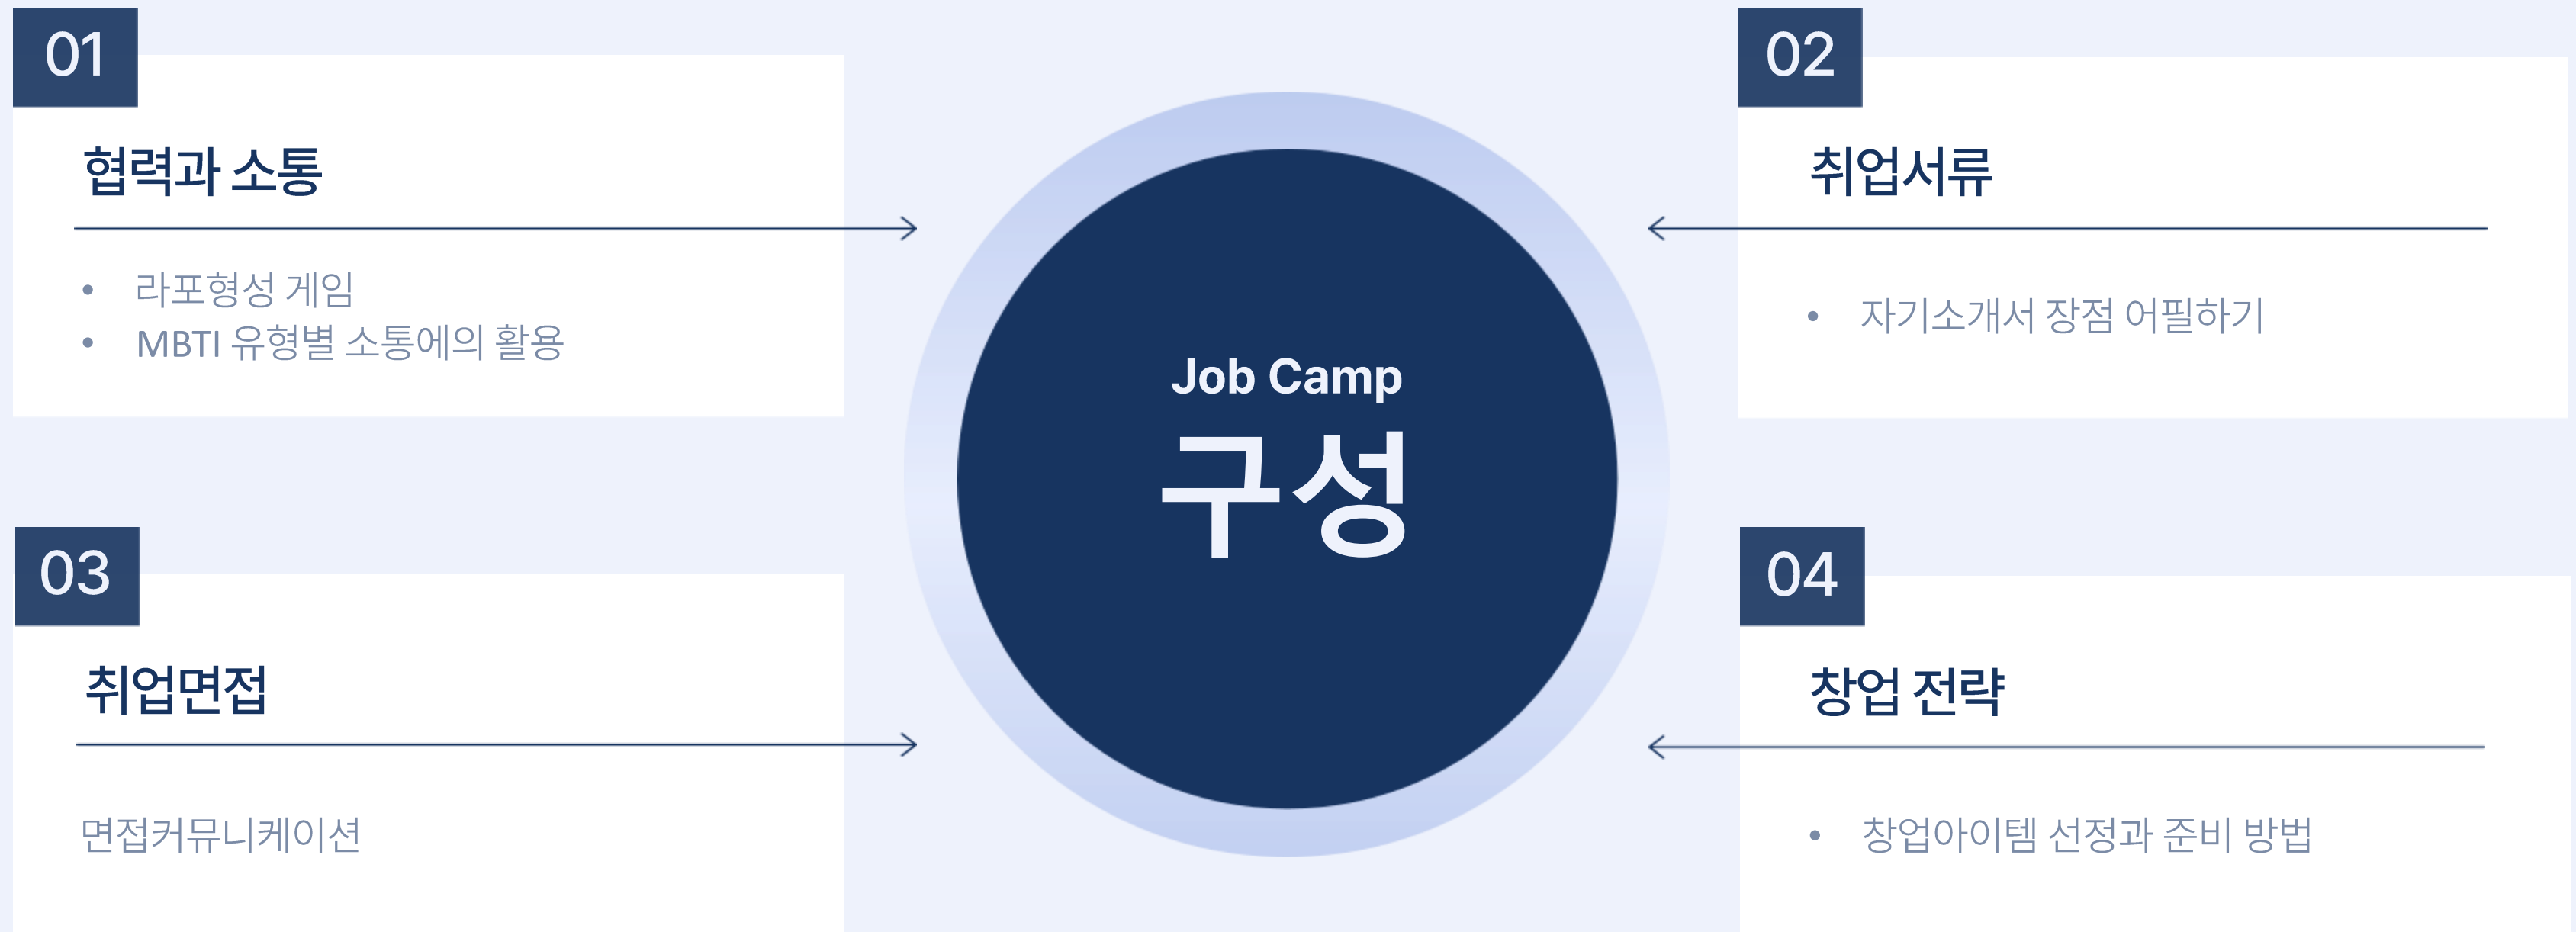 01
협력과 소통
• 라포형성 게임
• MBTI 유형별 소통에의 활용
02
취업서류
• 자기소개서 장점 어필하기
Job Camp
구성
03
취업면접
면접커뮤니케이션
04
창업 전략
• 창업아이템 선정과 준비 방법